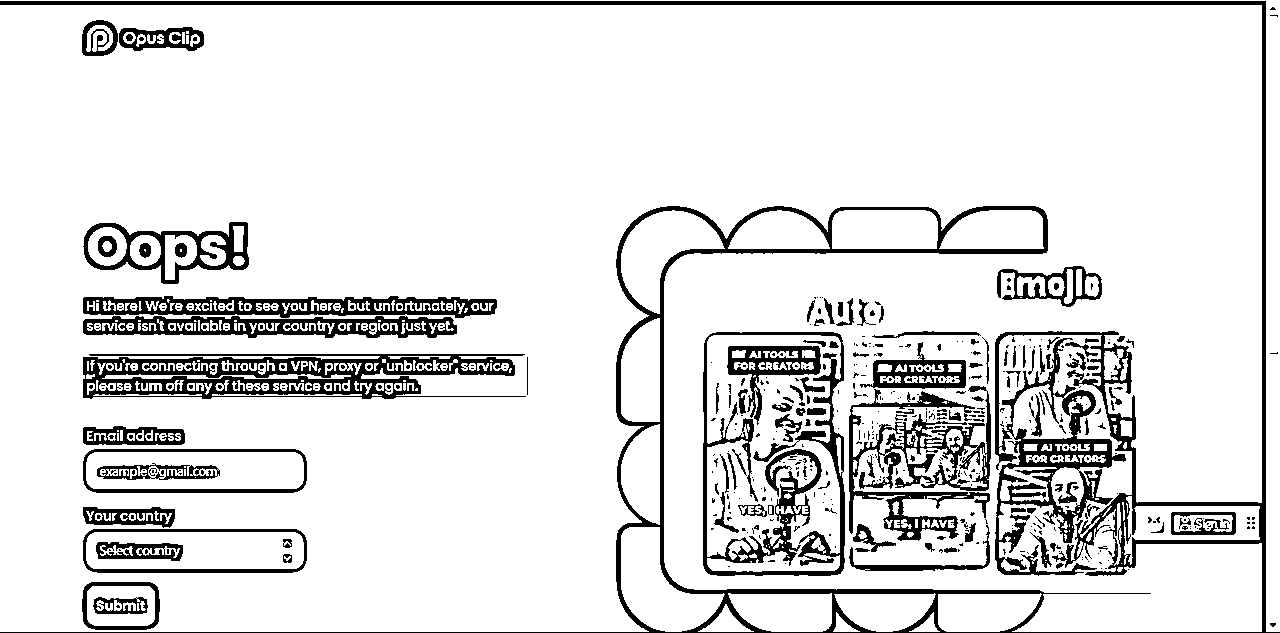 Opus Clip
Oops!
Hi there! We're excited to see you here, but unfortunately, our
service isn't available in your country or region just yet.
If you're connecting through a VPN, proxy or "unblocker" service,
please turn off any of these service and try again.
Email address
example@gmail.com
Your country
Select country
Submit
Emojis
Auto
AI TOOLS
FOR CREATORS
YES, I HAVE
AI TOOLS
FOR CREATORS
YES, I HAVE
AI TOOLS
FOR CREATORS